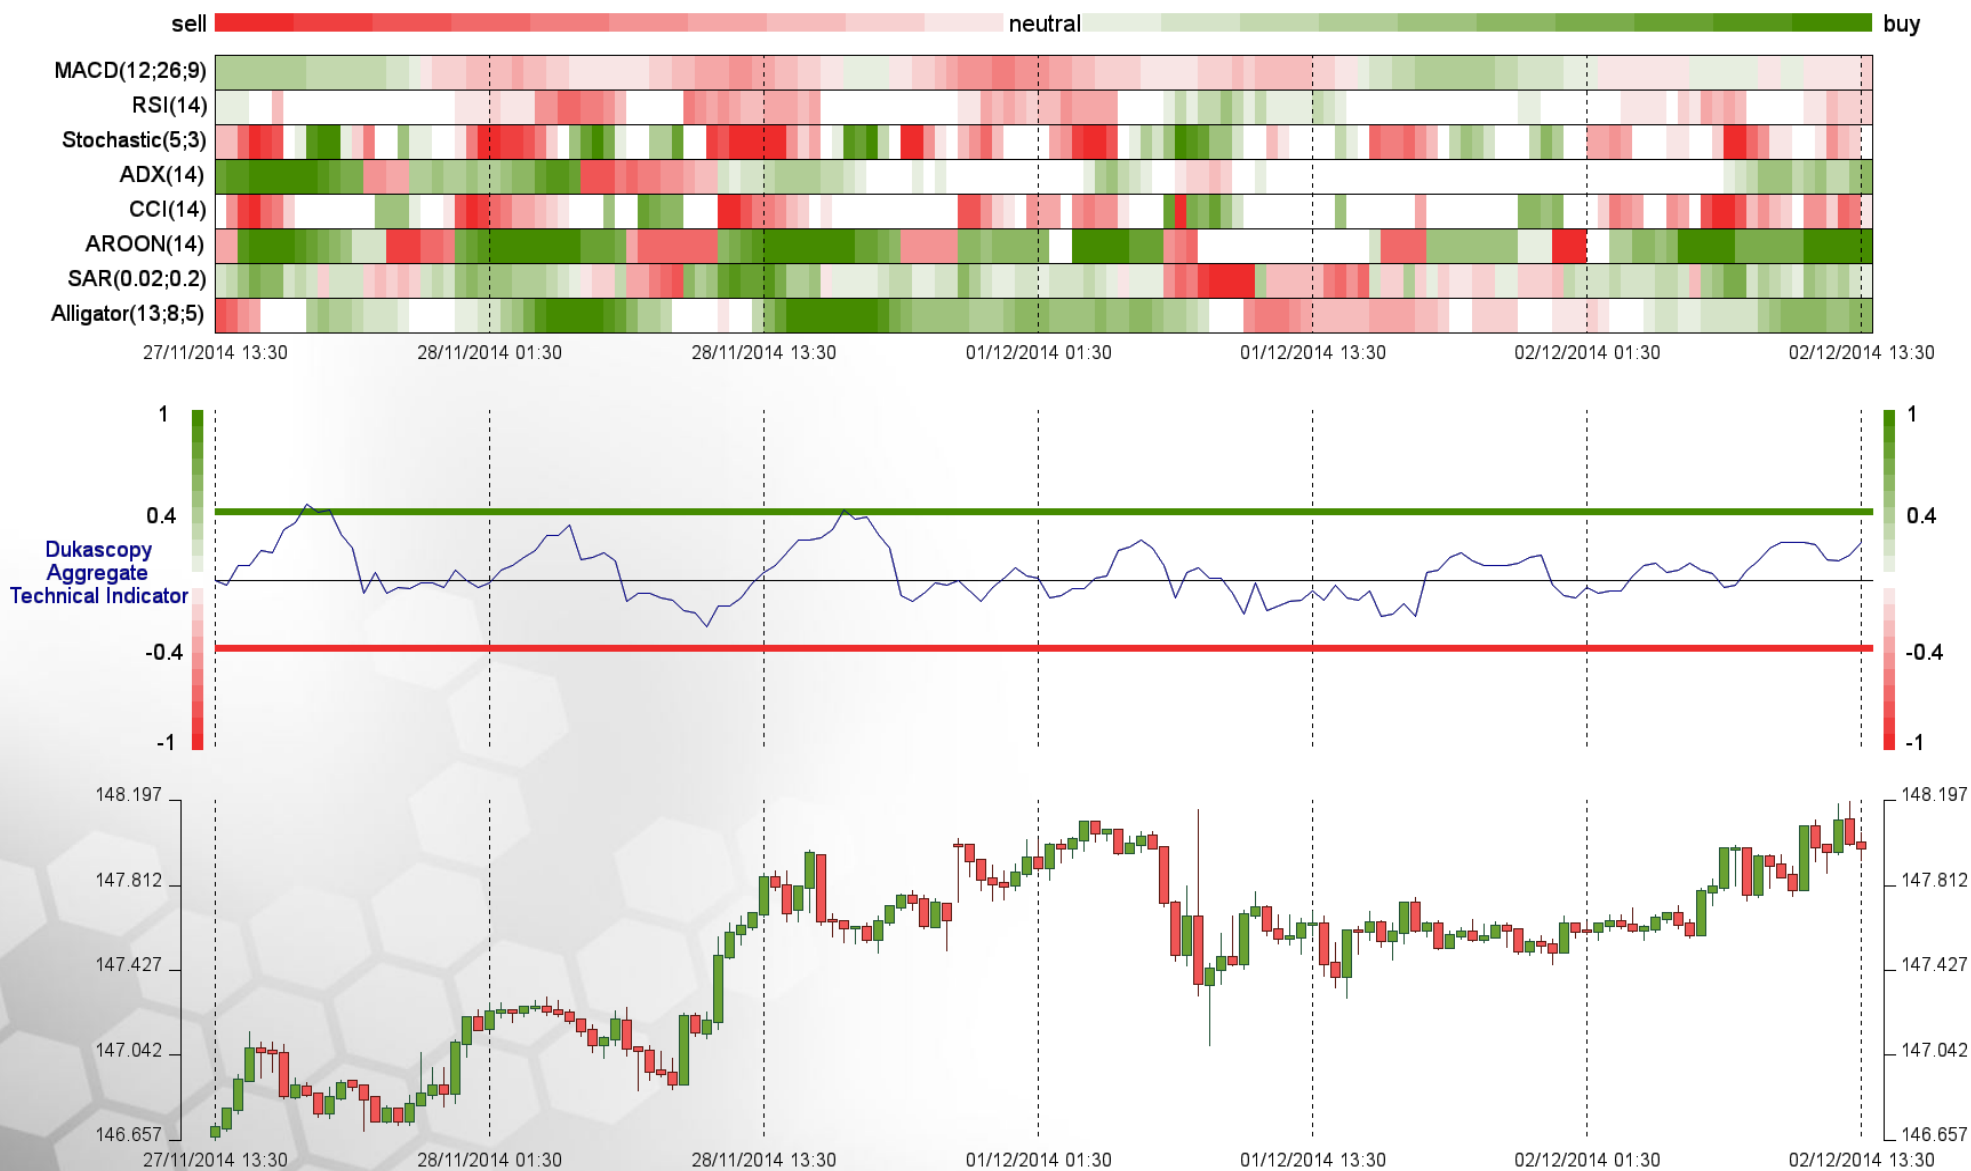 sell neutral buy
MACD(12;26;9)
RSI(14)
Stochastic(5;3)
ADX(14)
CCI(14)
AROON(14)
SAR(0.02;0.2)
Alligator(13;8;5)
27/11/2014 13:30 28/11/2014 01:30 28/11/2014 13:30 01/12/2014 01:30 01/12/2014 13:30 02/12/2014 01:30 02/12/2014 13:30
1 1
0.4 0.4
Dukascopy
Aggregate
Technical Indicator
-0.4 -0.4
-1 -1
148.197 148.197
147.812 147.812
147.427 147.427
147.042 147.042
146.657 146.657
27/11/2014 13:30 28/11/2014 01:30 28/11/2014 13:30 01/12/2014 01:30 01/12/2014 13:30 02/12/2014 01:30 02/12/2014 13:30